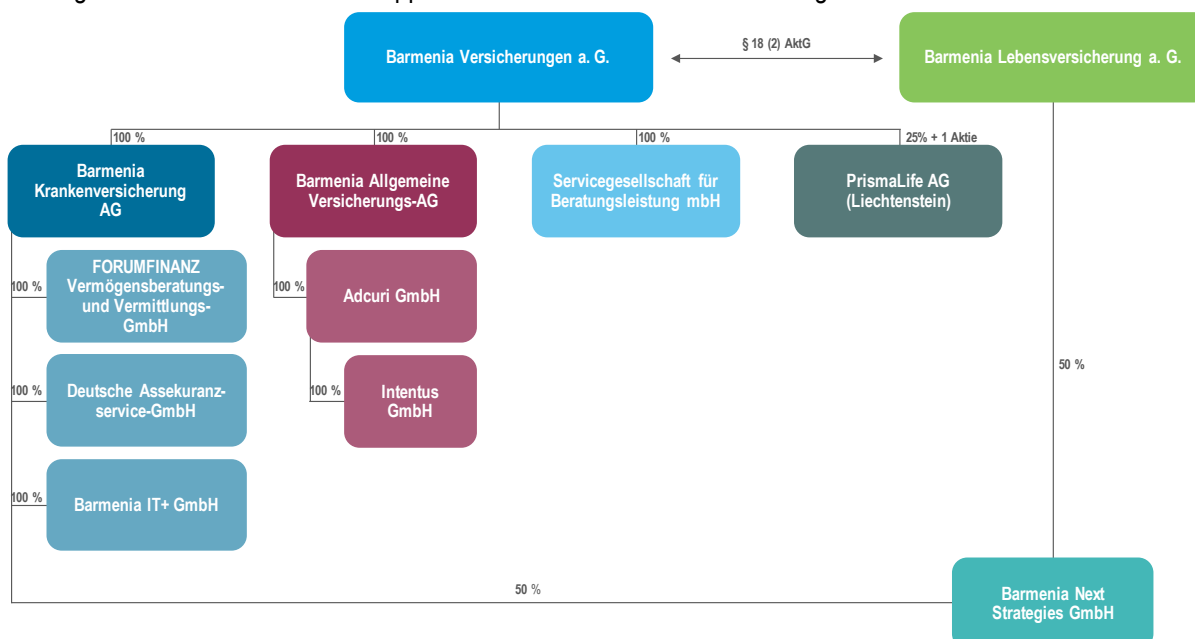 Barmenia Versicherungen a. G.
§ 18 (2) AktG
Barmenia Lebensversicherung a. G.
100 %
100 %
100 %
25% + 1 Aktie
Barmenia
Krankenversicherung
AG
Barmenia Allgemeine
Versicherungs-AG
Servicegesellschaft für
Beratungsleistung mbH
PrismaLife AG
(Liechtenstein)
100 %
FORUMFINANZ
Vermögensberatungs-
und Vermittlungs-
GmbH
100 %
Adcuri GmbH
100 %
Deutsche Assekuranz-
service-GmbH
100 %
Intentus
GmbH
50 %
100 %
Barmenia IT+ GmbH
50 %
Barmenia Next
Strategies GmbH